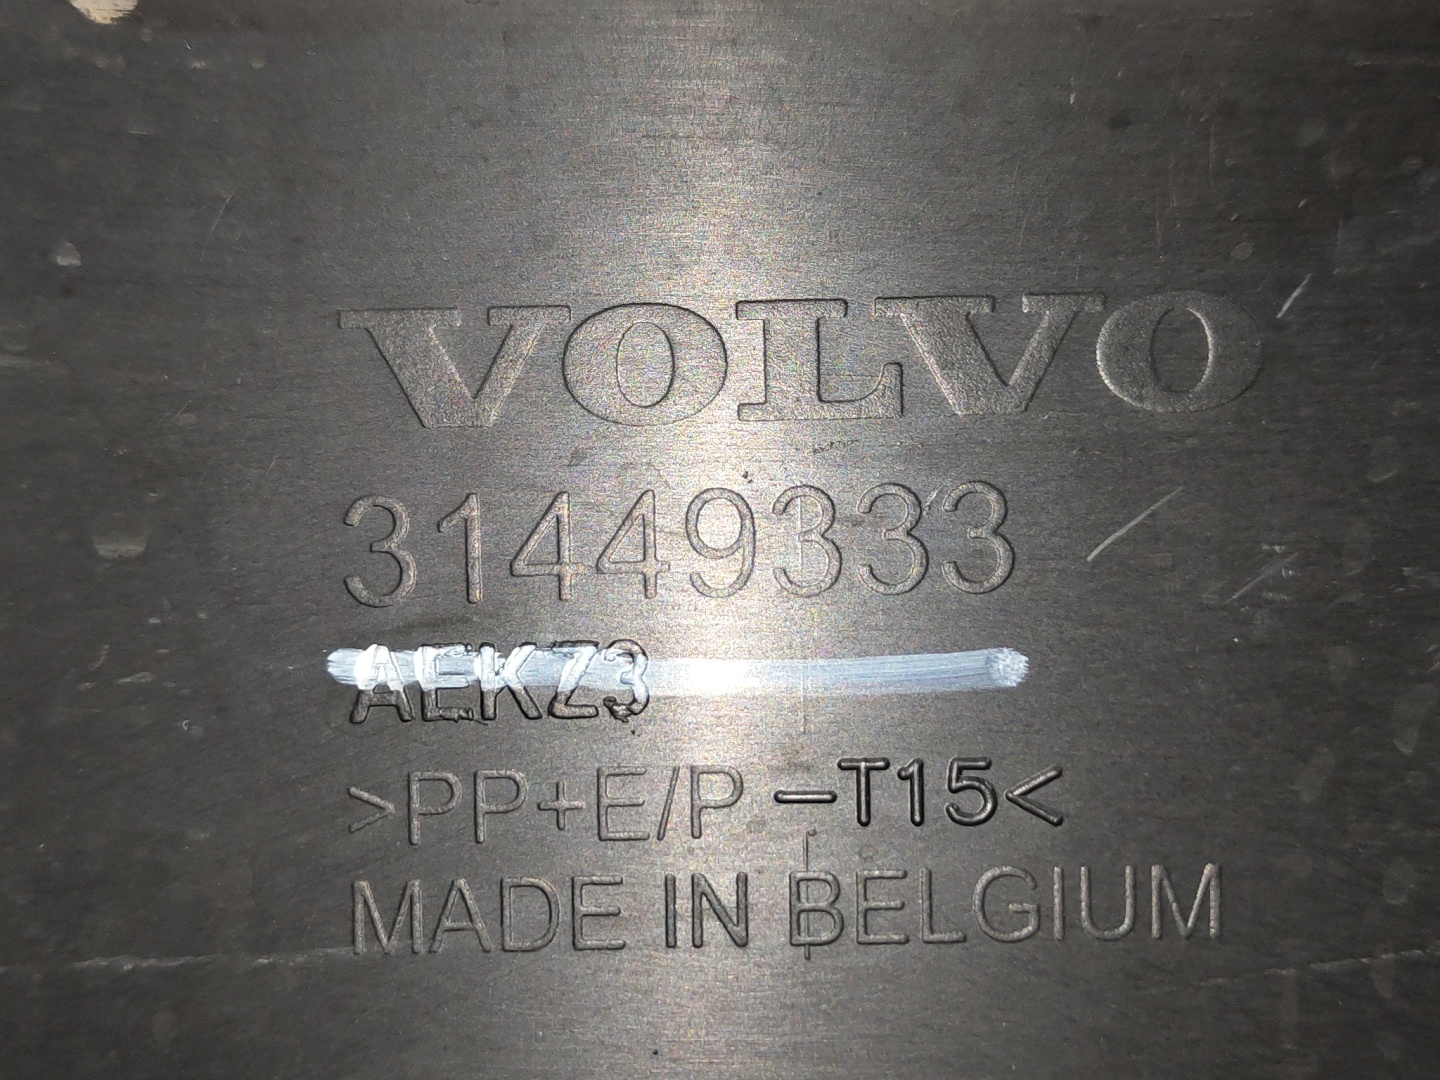 VOLVO
31449333
AEKZ3
>PP+E/P-T15<
MADE IN BELGIUM